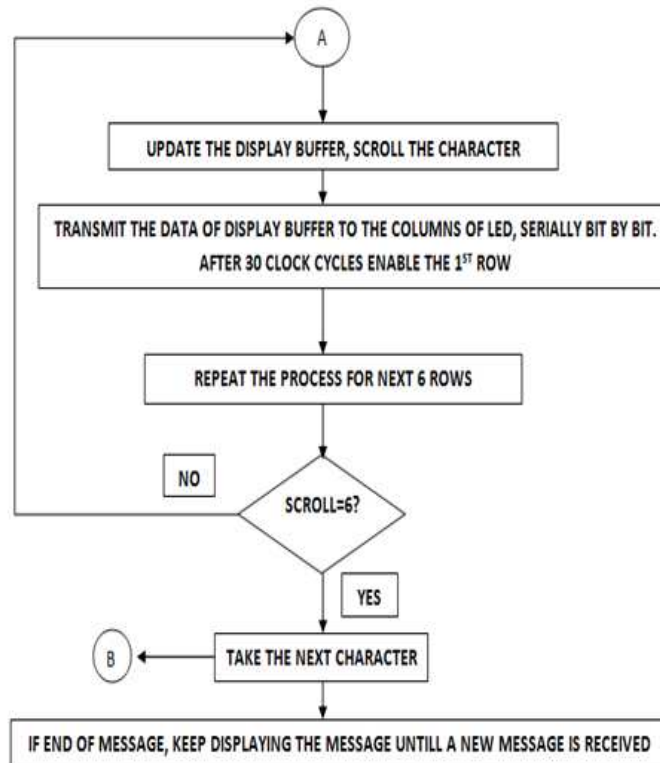 A
UPDATE THE DISPLAY BUFFER, SCROLL THE CHARACTER
TRANSMIT THE DATA OF DISPLAY BUFFER TO THE COLUMNS OF LED, SERIALLY BIT BY BIT.
AFTER 30 CLOCK CYCLES ENABLE THE 1ST ROW
REPEAT THE PROCESS FOR NEXT 6 ROWS
NO
SCROLL=6?
YES
B
TAKE THE NEXT CHARACTER
IF END OF MESSAGE, KEEP DISPLAYING THE MESSAGE UNTILL A NEW MESSAGE IS RECEIVED